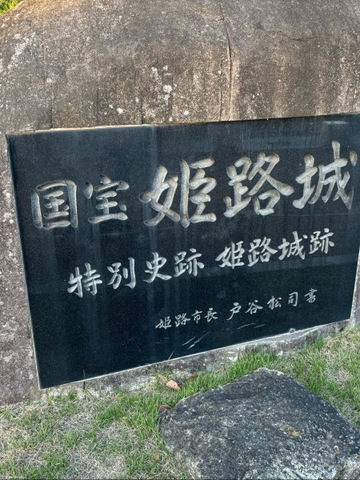 国宝 姫路城
特別史跡 姫路城跡
姫路市長 戸谷松司書